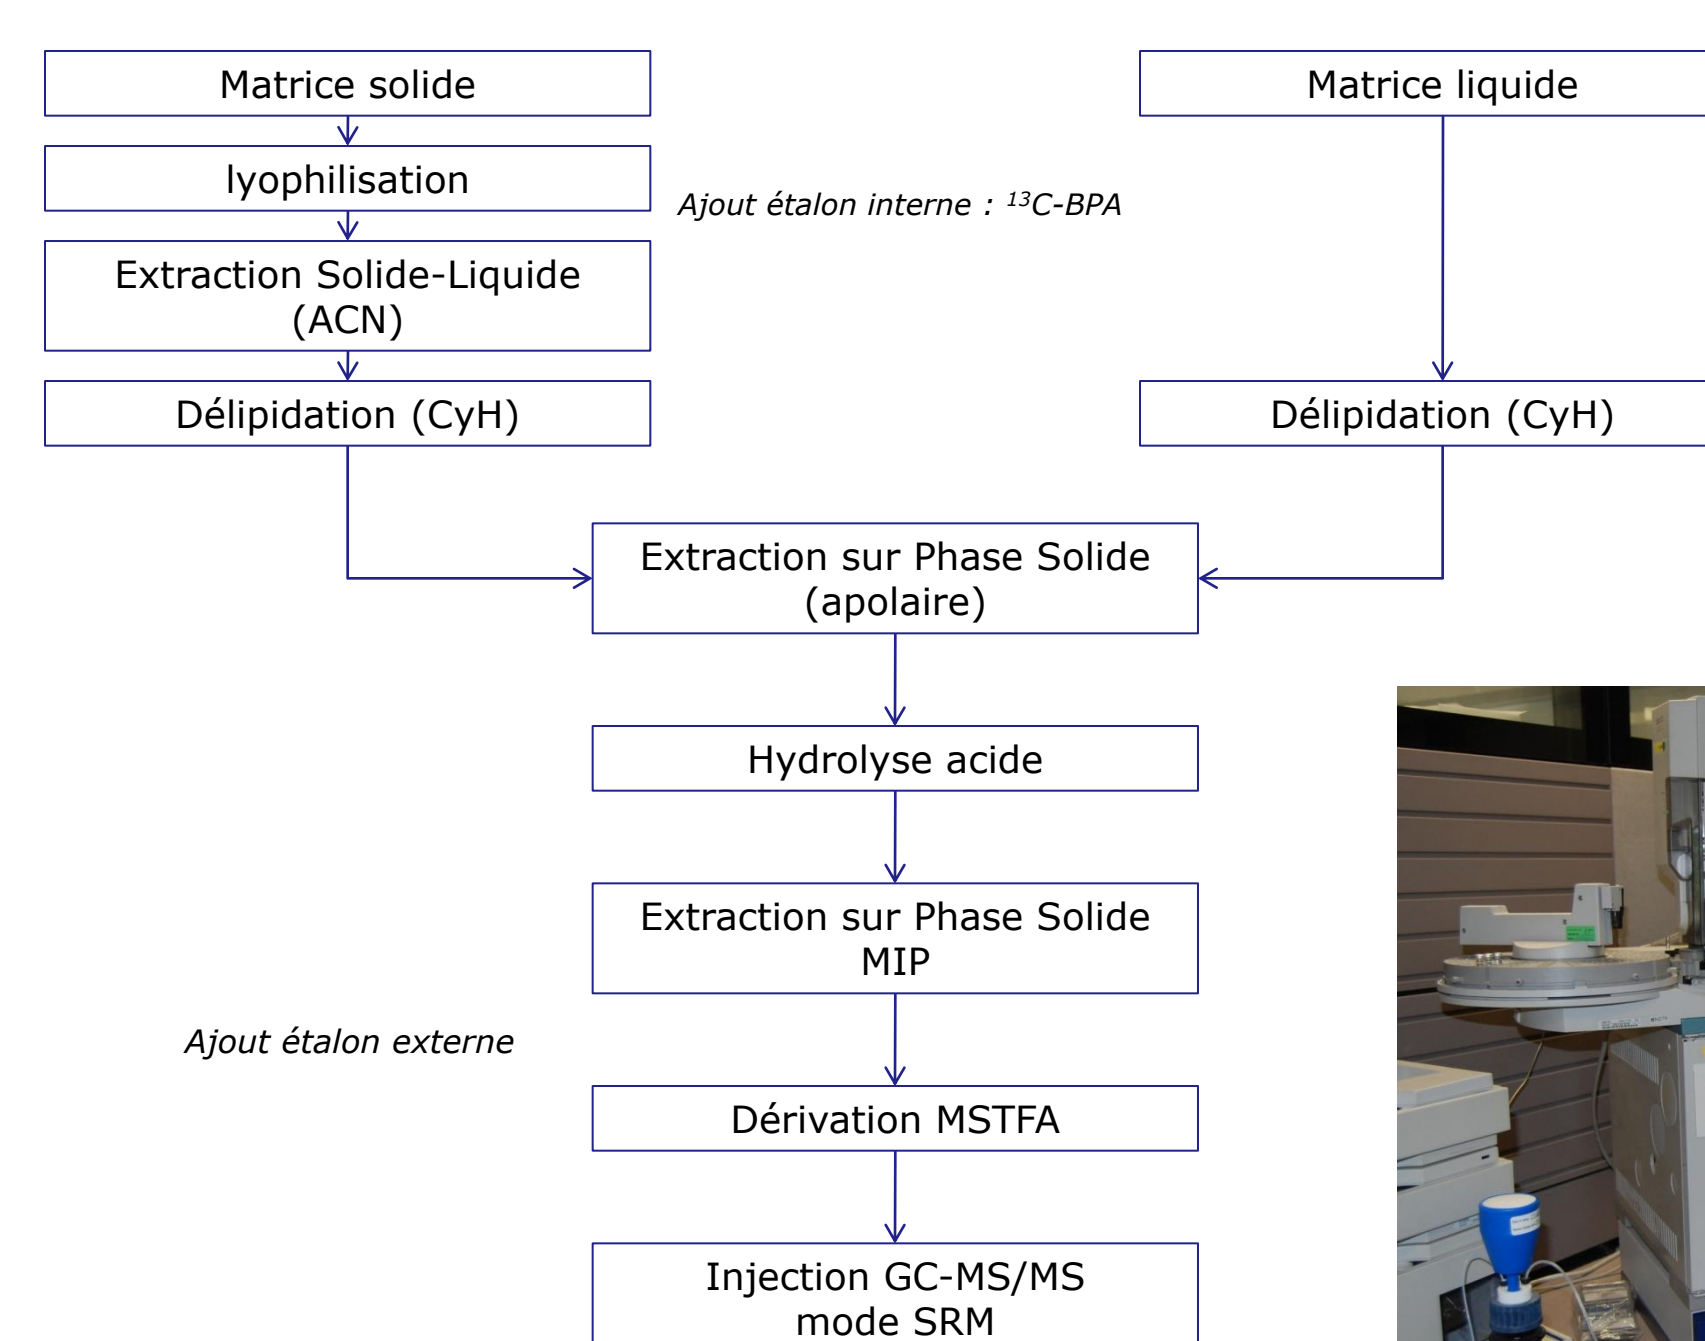 Matrice solide
Matrice liquide
lyophilisation
Ajout étalon interne : ¹³C-BPA
Extraction Solide-Liquide
(ACN)
Délipidation (CyH)
Délipidation (CyH)
Extraction sur Phase Solide
(apolaire)
Hydrolyse acide
Extraction sur Phase Solide
MIP
Ajout étalon externe
Dérivation MSTFA
Injection GC-MS/MS
mode SRM